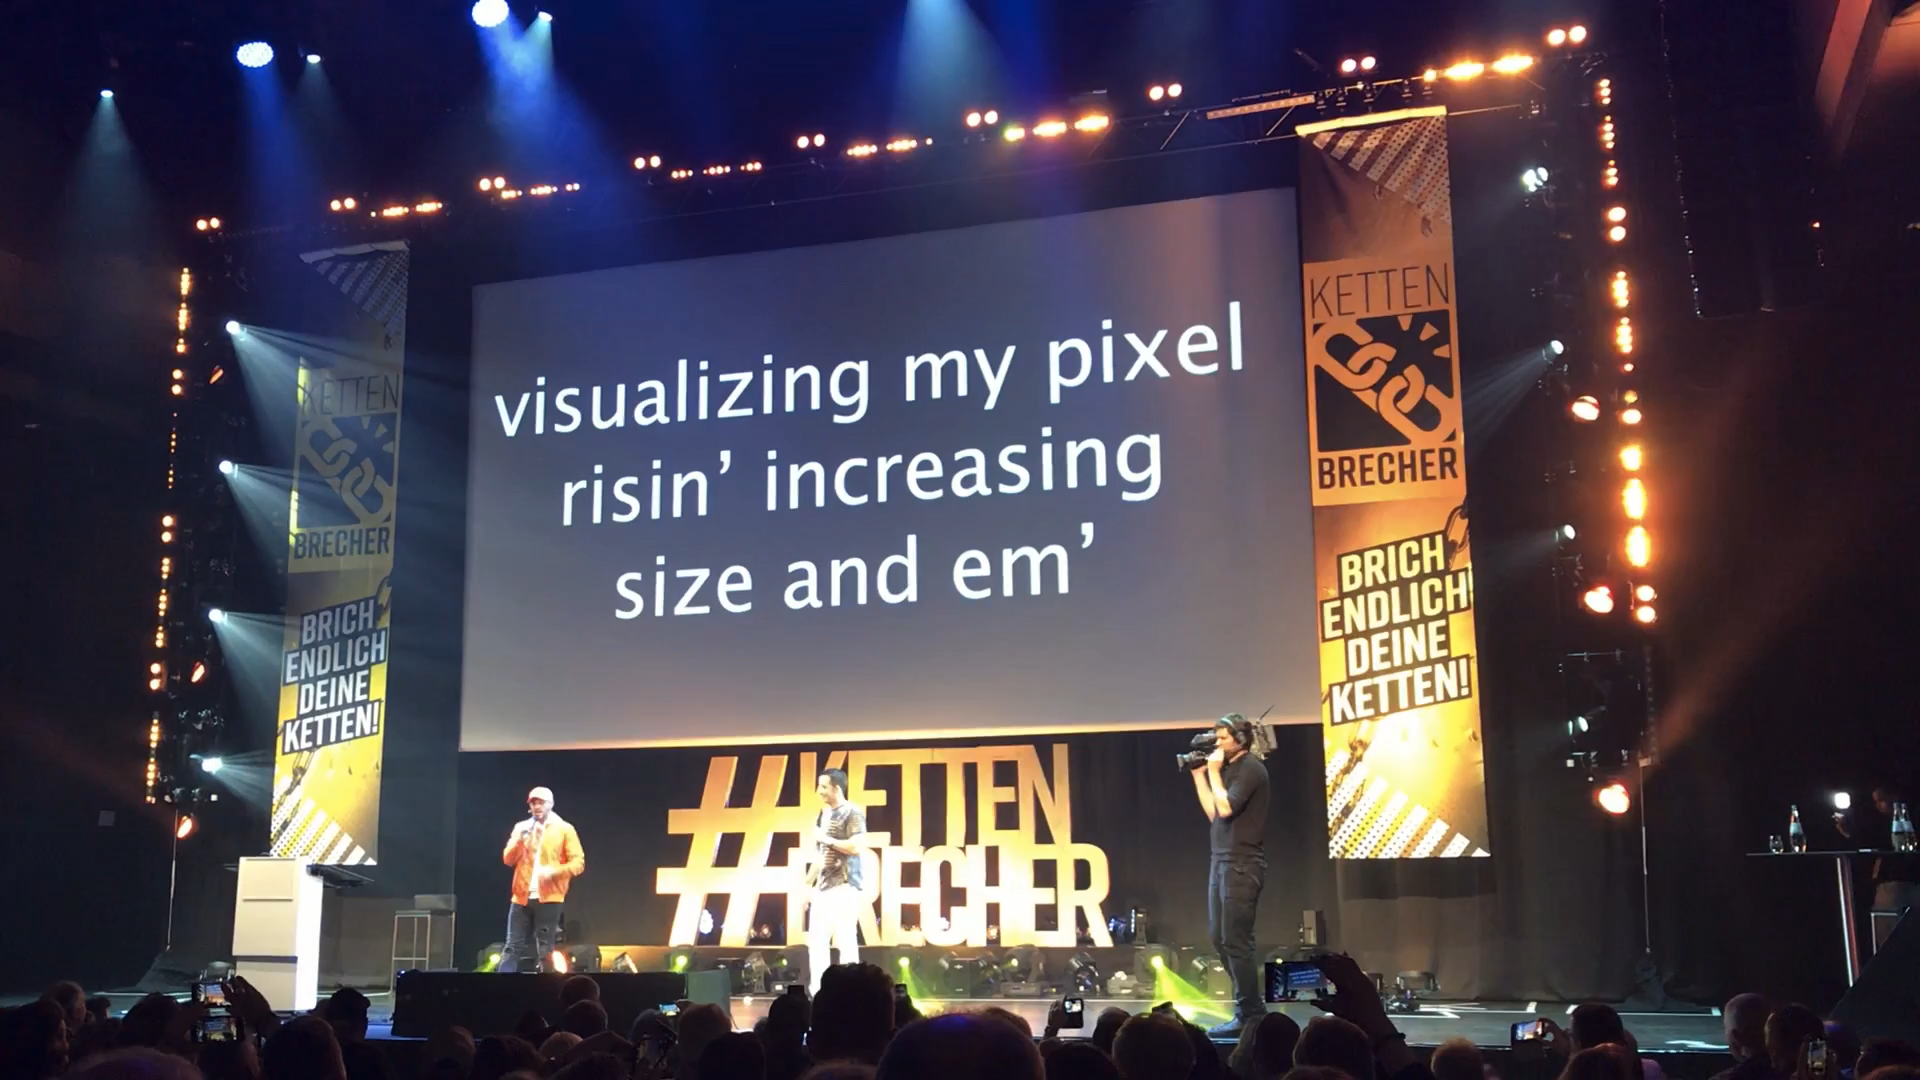 visualizing my pixel
risin’ increasing
size and em’
KETTEN
BRECHER
BRICH
ENDLICH
DEINE
KETTEN!
KETTEN
BRECHER
BRICH
ENDLICH
DEINE
KETTEN!
#KETTEN
BRECHER